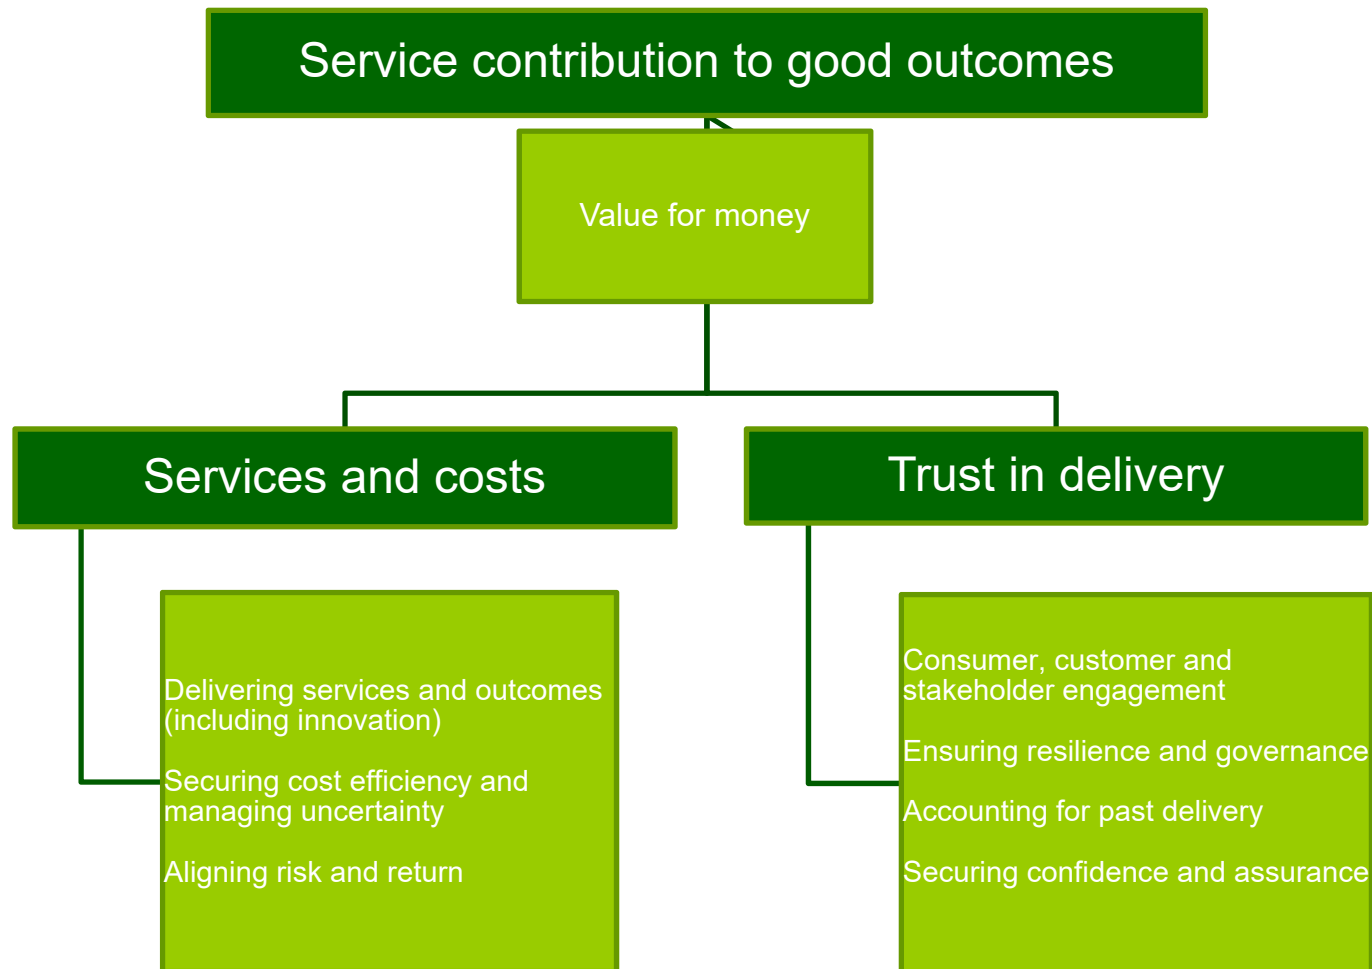 Service contribution to good outcomes
Value for money
Services and costs
Trust in delivery
Delivering services and outcomes
(including innovation)
Securing cost efficiency and
managing uncertainty
Aligning risk and return
Consumer, customer and
stakeholder engagement
Ensuring resilience and governance
Accounting for past delivery
Securing confidence and assurance